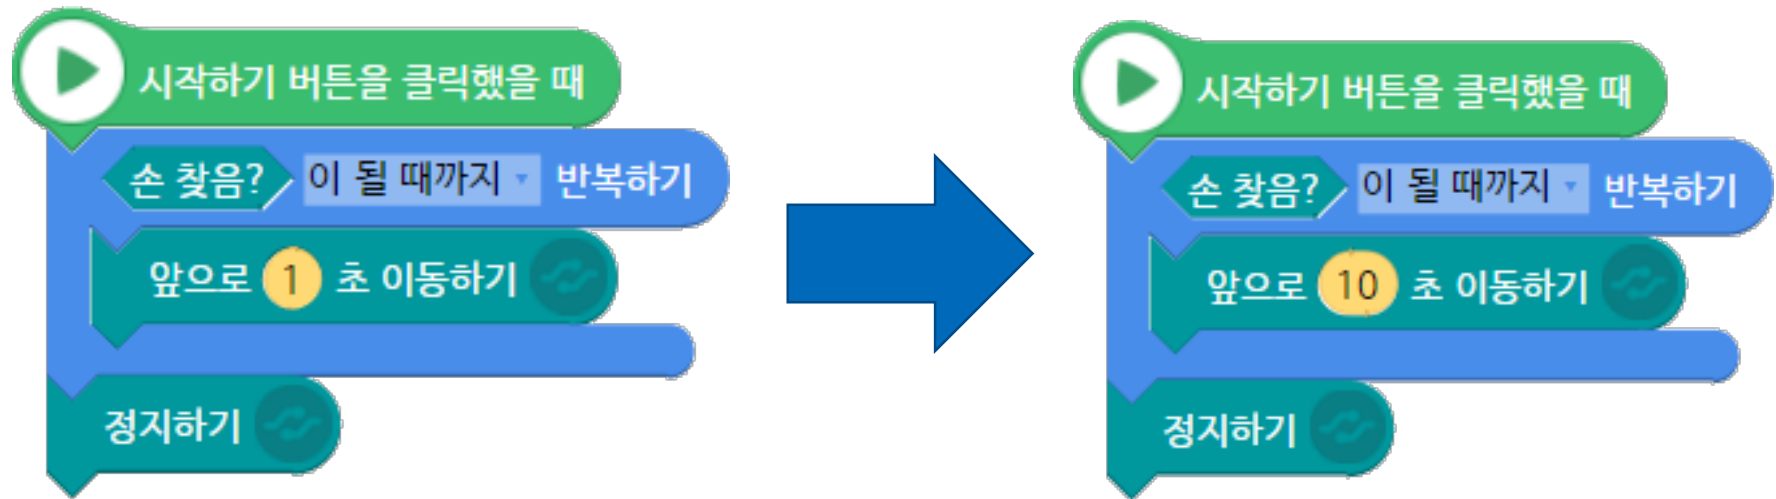 시작하기 버튼을 클릭했을 때
손 찾음? 이 될 때까지 반복하기
앞으로 1 초 이동하기
정지하기
시작하기 버튼을 클릭했을 때
손 찾음? 이 될 때까지 반복하기
앞으로 10 초 이동하기
정지하기